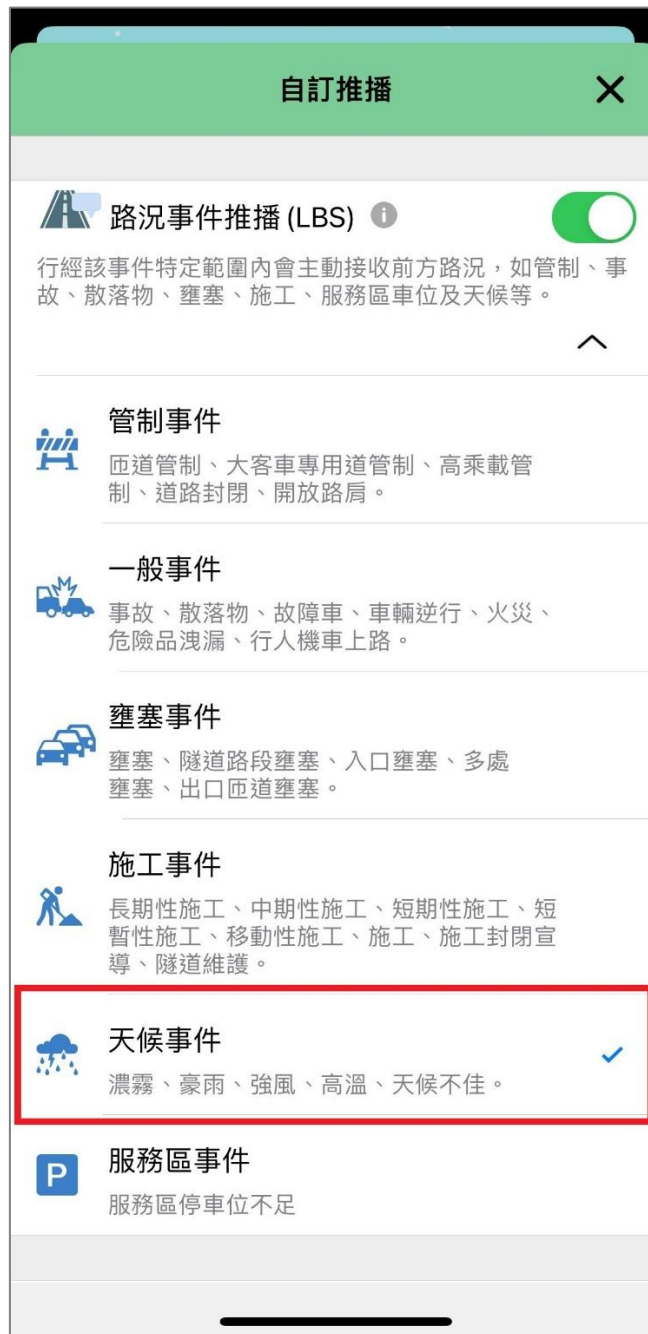 自訂推播
路況事件推播 (LBS)
行經該事件特定範圍內會主動接收前方路況，如管制、事
故、散落物、壅塞、施工、服務區車位及天候等。
管制事件
匝道管制、大客車專用道管制、高乘載管
制、道路封閉、開放路肩。
一般事件
事故、散落物、故障車、車輛逆行、火災、
危險品洩漏、行人機車上路。
壅塞事件
壅塞、隧道路段壅塞、入口壅塞、多處
壅塞、出口匝道壅塞。
施工事件
長期性施工、中期性施工、短期性施工、短
暫性施工、移動性施工、施工、施工封閉宣
導、隧道維護。
天候事件
濃霧、豪雨、強風、高溫、天候不佳。
P
服務區事件
服務區停車位不足